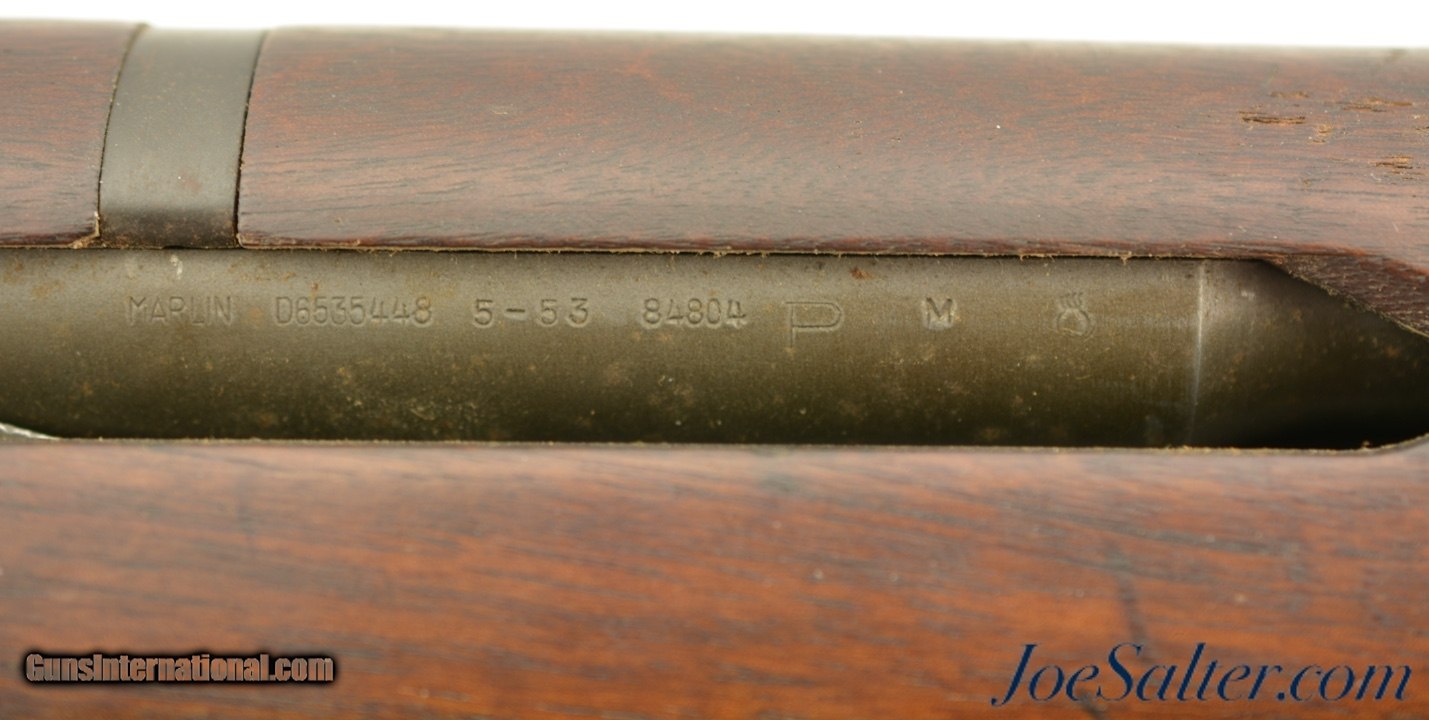 MARLIN D6535448 5-53 84804 P M
GunsInternational.com
JoeSalter.com